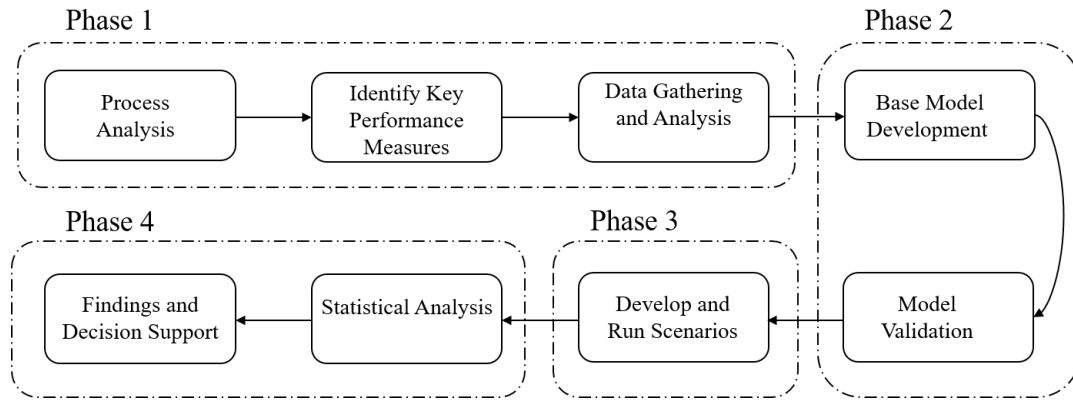 Phase 1
Phase 2
Process
Analysis
Identify Key
Performance
Measures
Data Gathering
and Analysis
Base Model
Development
Phase 4
Phase 3
Findings and
Decision Support
Statistical Analysis
Develop and
Run Scenarios
Model
Validation